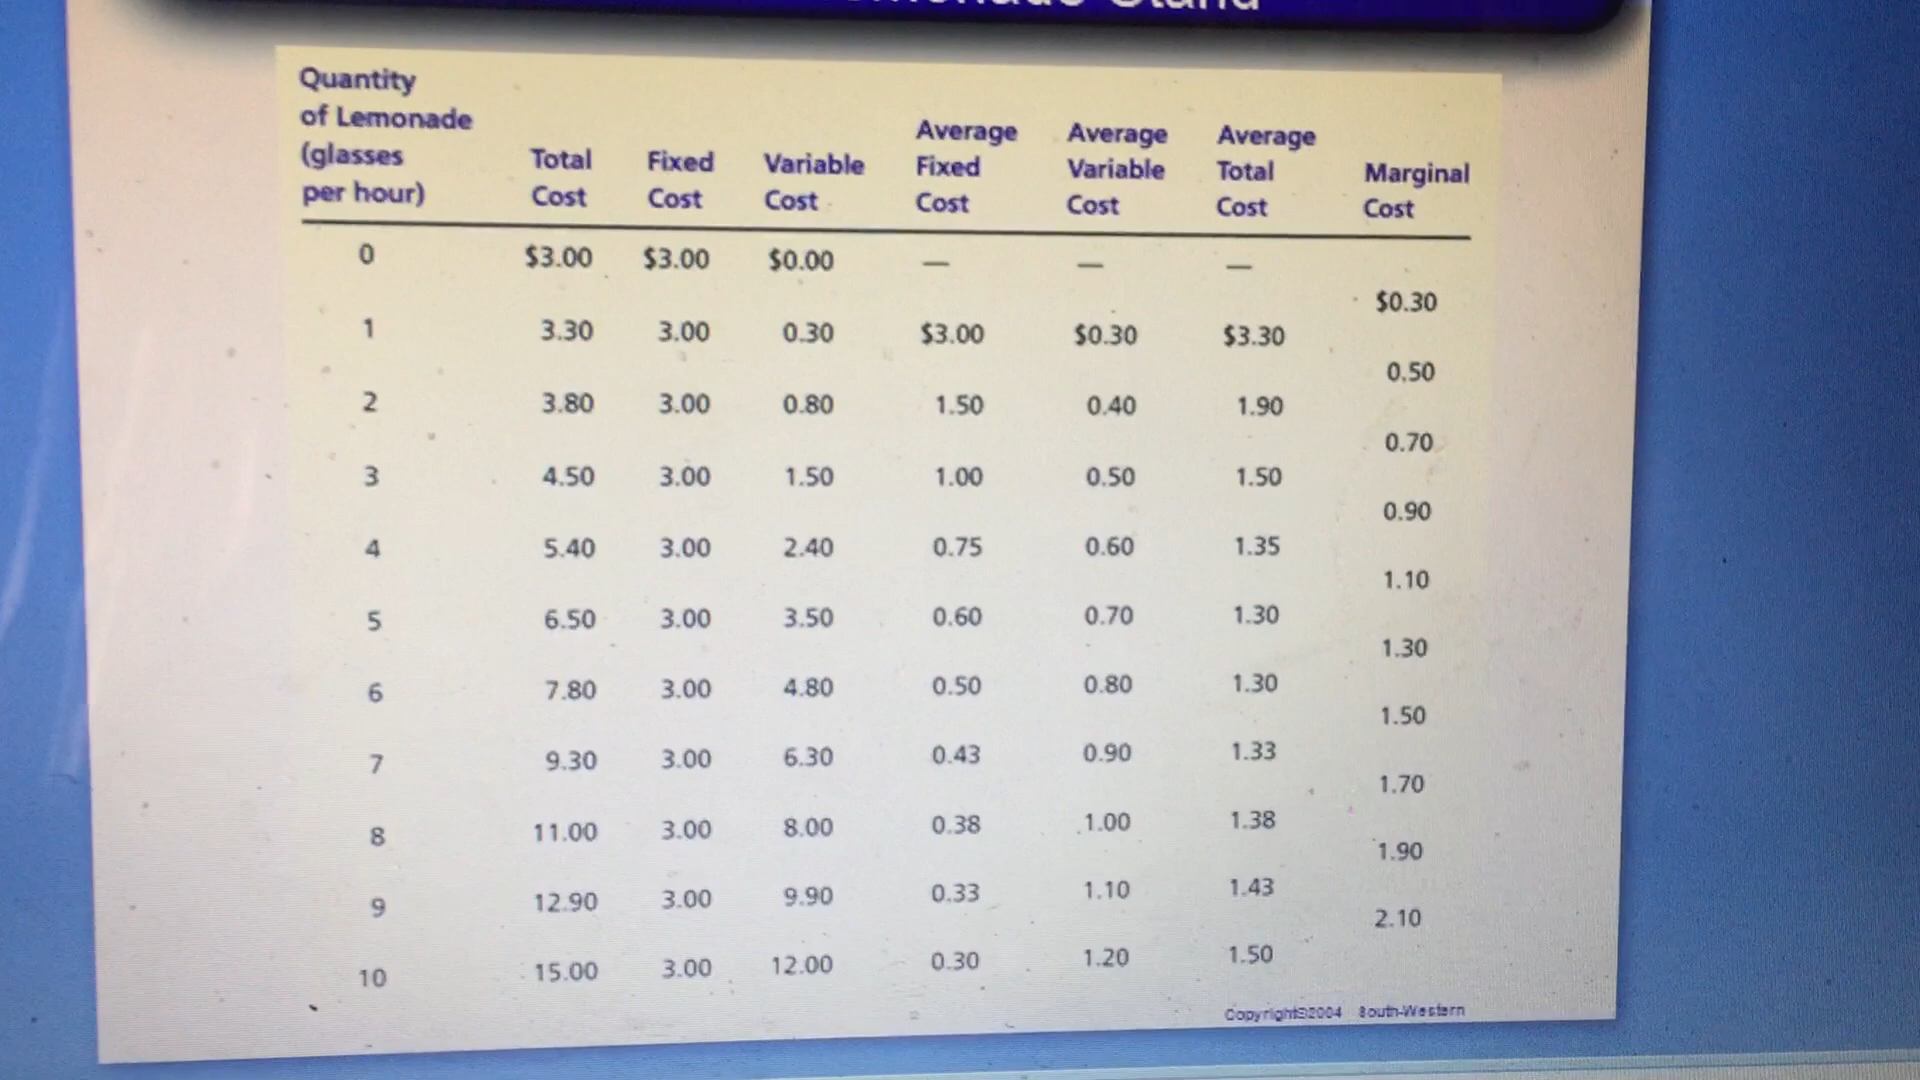 Stand
Quantity
of Lemonade
(glasses
per hour)
Total
Cost
Fixed
Cost
Variable
Cost
Average
Fixed
Cost
Average
Variable
Cost
Average
Total
Cost
Marginal
Cost
0 $3.00 $3.00 $0.00 — — —
$0.30
1 3.30 3.00 0.30 $3.00 $0.30 $3.30
0.50
2 3.80 3.00 0.80 1.50 0.40 1.90
0.70
3 4.50 3.00 1.50 1.00 0.50 1.50
0.90
4 5.40 3.00 2.40 0.75 0.60 1.35
1.10
5 6.50 3.00 3.50 0.60 0.70 1.30
1.30
6 7.80 3.00 4.80 0.50 0.80 1.30
1.50
7 9.30 3.00 6.30 0.43 0.90 1.33
1.70
8 11.00 3.00 8.00 0.38 1.00 1.38
1.90
9 12.90 3.00 9.90 0.33 1.10 1.43
2.10
10 15.00 3.00 12.00 0.30 1.20 1.50
Copyright©2004 South-Western